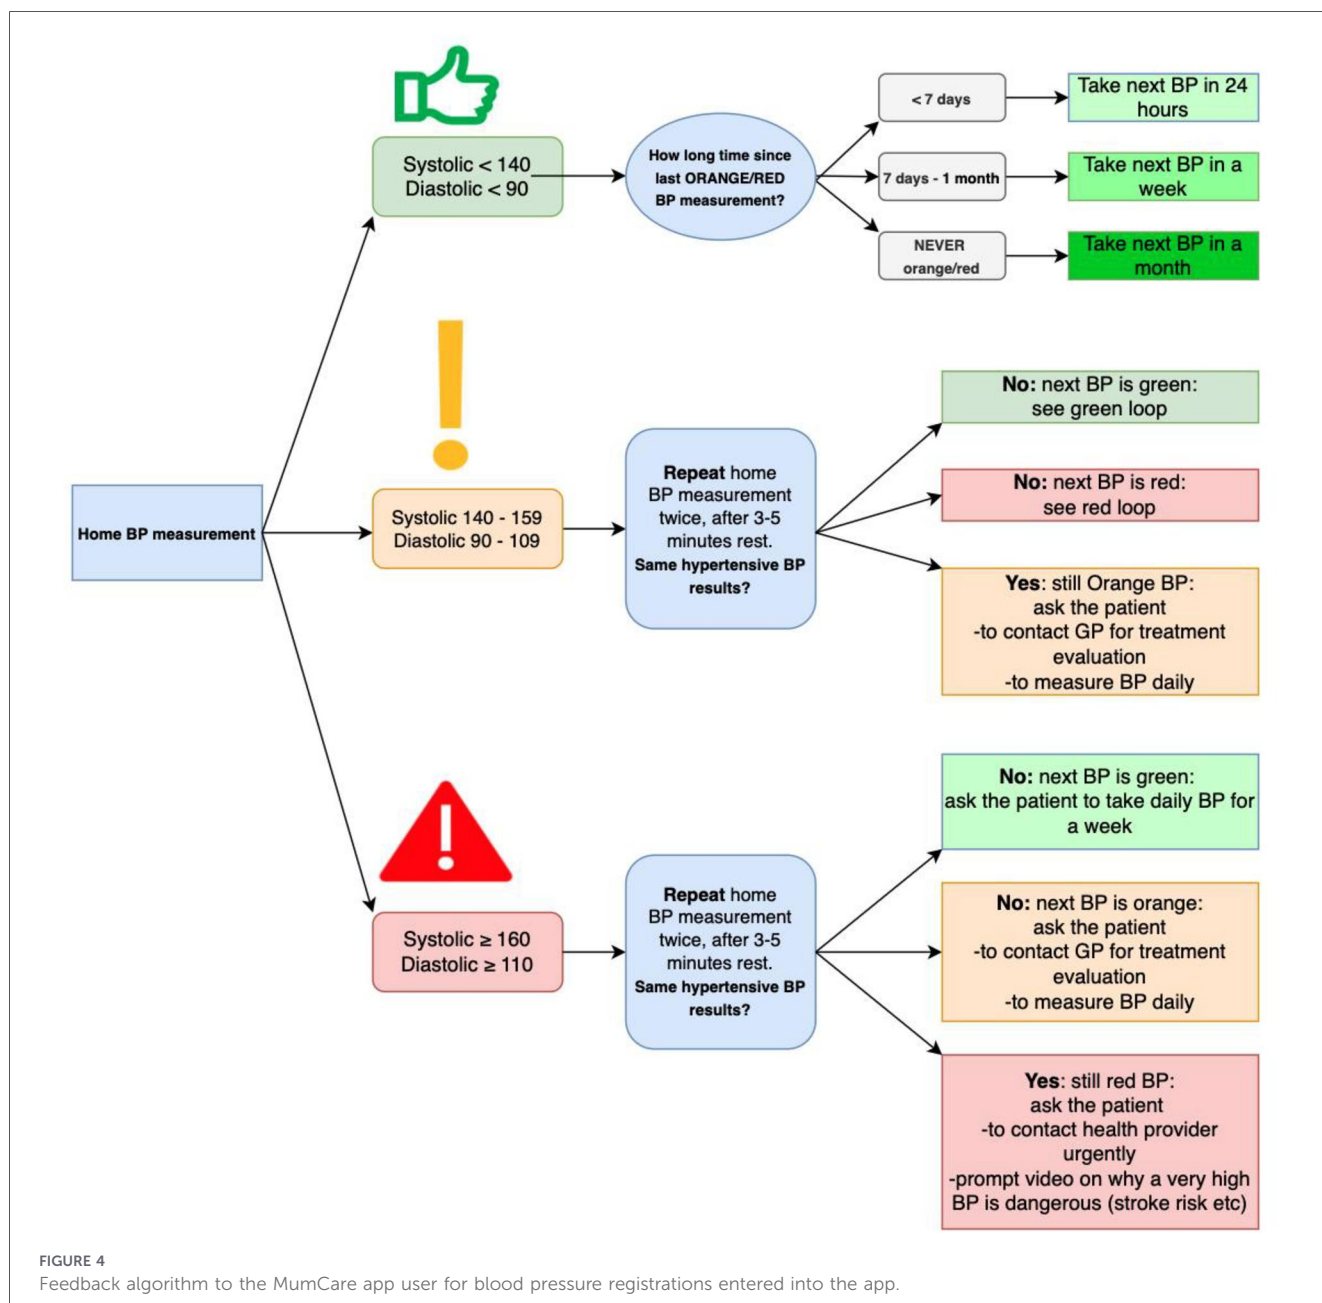 Systolic < 140
Diastolic < 90
How long time since
last ORANGE/RED
BP measurement?
< 7 days
Take next BP in 24
hours
7 days - 1 month
Take next BP in a
week
NEVER
orange/red
Take next BP in a
month
Home BP measurement
Systolic 140 - 159
Diastolic 90 - 109
Repeat home
BP measurement
twice, after 3-5
minutes rest.
Same hypertensive BP
results?
No: next BP is green:
see green loop
No: next BP is red:
see red loop
Yes: still Orange BP:
ask the patient
-to contact GP for treatment
evaluation
-to measure BP daily
Systolic ≥ 160
Diastolic ≥ 110
Repeat home
BP measurement
twice, after 3-5
minutes rest.
Same hypertensive BP
results?
No: next BP is green:
ask the patient to take daily BP for
a week
No: next BP is orange:
ask the patient
-to contact GP for treatment
evaluation
-to measure BP daily
Yes: still red BP:
ask the patient
-to contact health provider
urgently
-prompt video on why a very high
BP is dangerous (stroke risk etc)
FIGURE 4
Feedback algorithm to the MumCare app user for blood pressure registrations entered into the app.